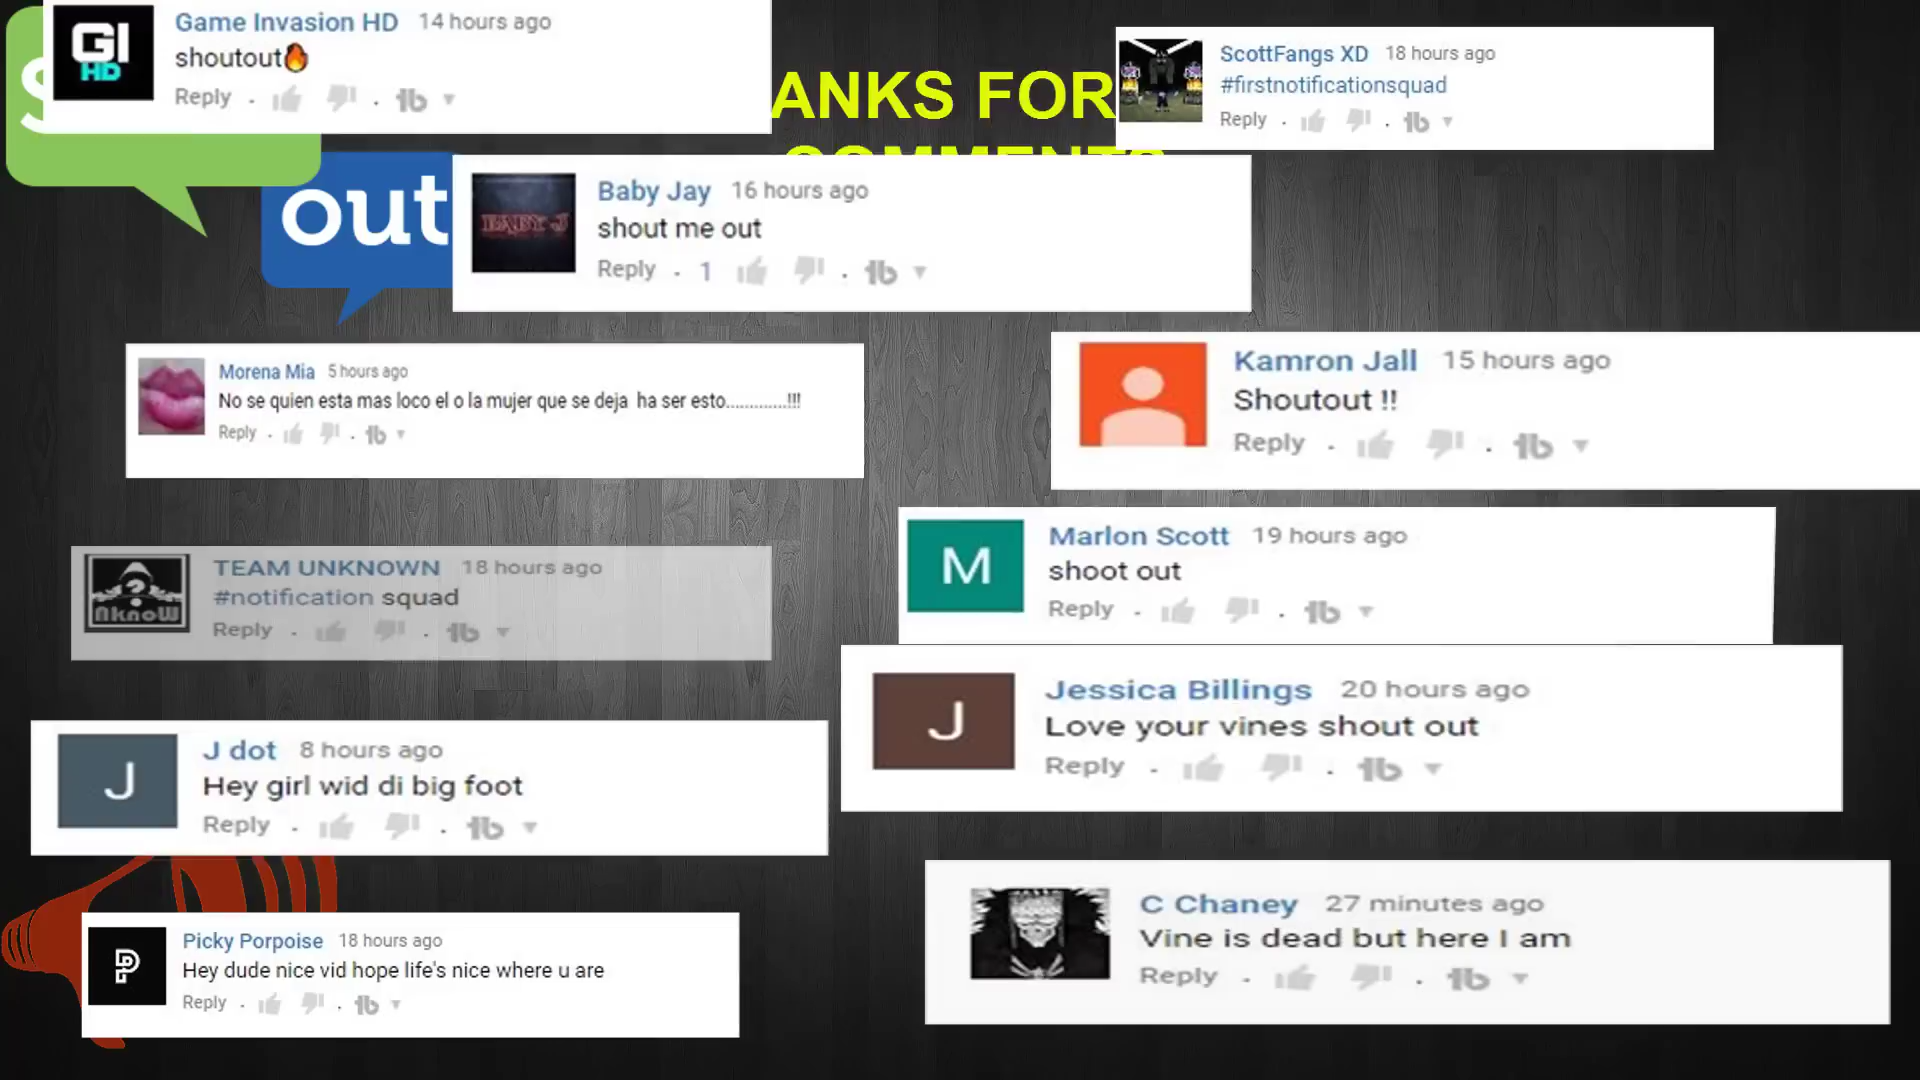 GI
HD
Game Invasion HD 14 hours ago
shoutout🔥
Reply
ANKS FOR
COMMENTS
ScottFangs XD 18 hours ago
#firstnotificationsquad
Reply
S
out
BABY J
Baby Jay 16 hours ago
shout me out
Reply · 1
Morena Mia 5 hours ago
No se quien esta mas loco el o la mujer que se deja ha ser esto.............!!!
Reply
Kamron Jall 15 hours ago
Shoutout !!
Reply
TEAM UNKNOWN 18 hours ago
#notification squad
Reply
?
nknoW
M
Marlon Scott 19 hours ago
shoot out
Reply
J
Jessica Billings 20 hours ago
Love your vines shout out
Reply
J
J dot 8 hours ago
Hey girl wid di big foot
Reply
Picky Porpoise 18 hours ago
Hey dude nice vid hope life's nice where u are
Reply
C Chaney 27 minutes ago
Vine is dead but here I am
Reply